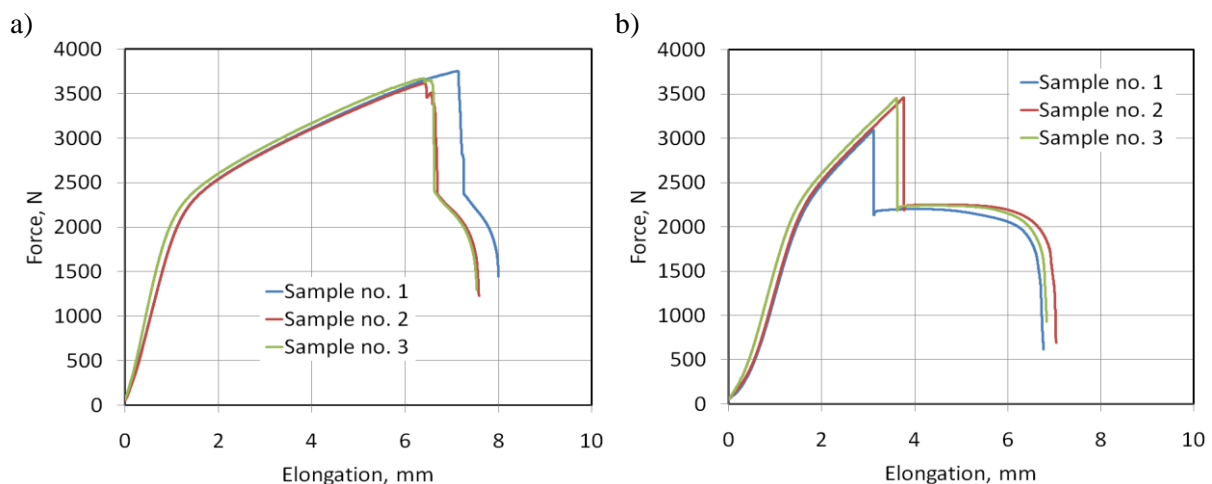 a)
4000
3500
3000
2500
2000
1500
1000
500
0
Force, N
0 2 4 6 8 10
Elongation, mm
Sample no. 1
Sample no. 2
Sample no. 3
b)
4000
3500
3000
2500
2000
1500
1000
500
0
Force, N
0 2 4 6 8 10
Elongation, mm
Sample no. 1
Sample no. 2
Sample no. 3